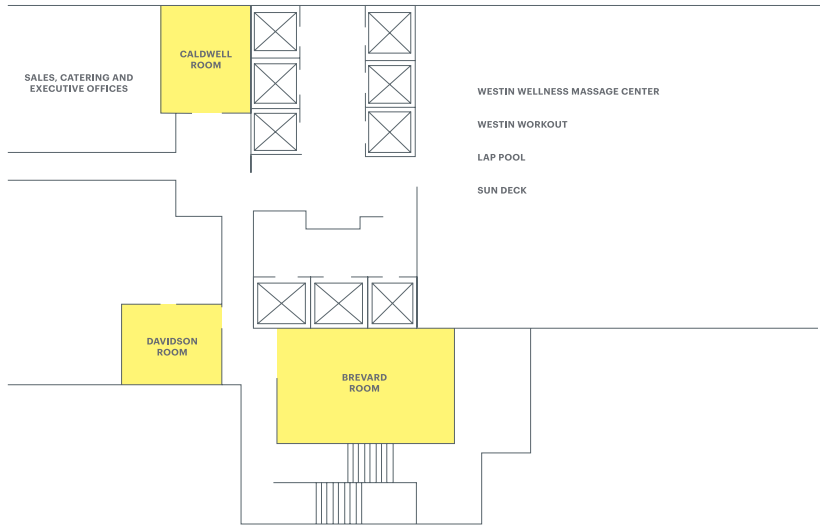 CALDWELL
ROOM
SALES, CATERING AND
EXECUTIVE OFFICES
WESTIN WELLNESS MASSAGE CENTER
WESTIN WORKOUT
LAP POOL
SUN DECK
DAVIDSON
ROOM
BREVARD
ROOM